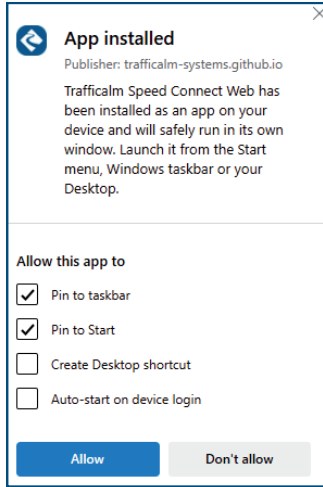 App installed
Publisher: trafficalm-systems.github.io
Trafficalm Speed Connect Web has
been installed as an app on your
device and will safely run in its own
window. Launch it from the Start
menu, Windows taskbar or your
Desktop.
Allow this app to
Pin to taskbar
Pin to Start
Create Desktop shortcut
Auto-start on device login
Allow
Don't allow